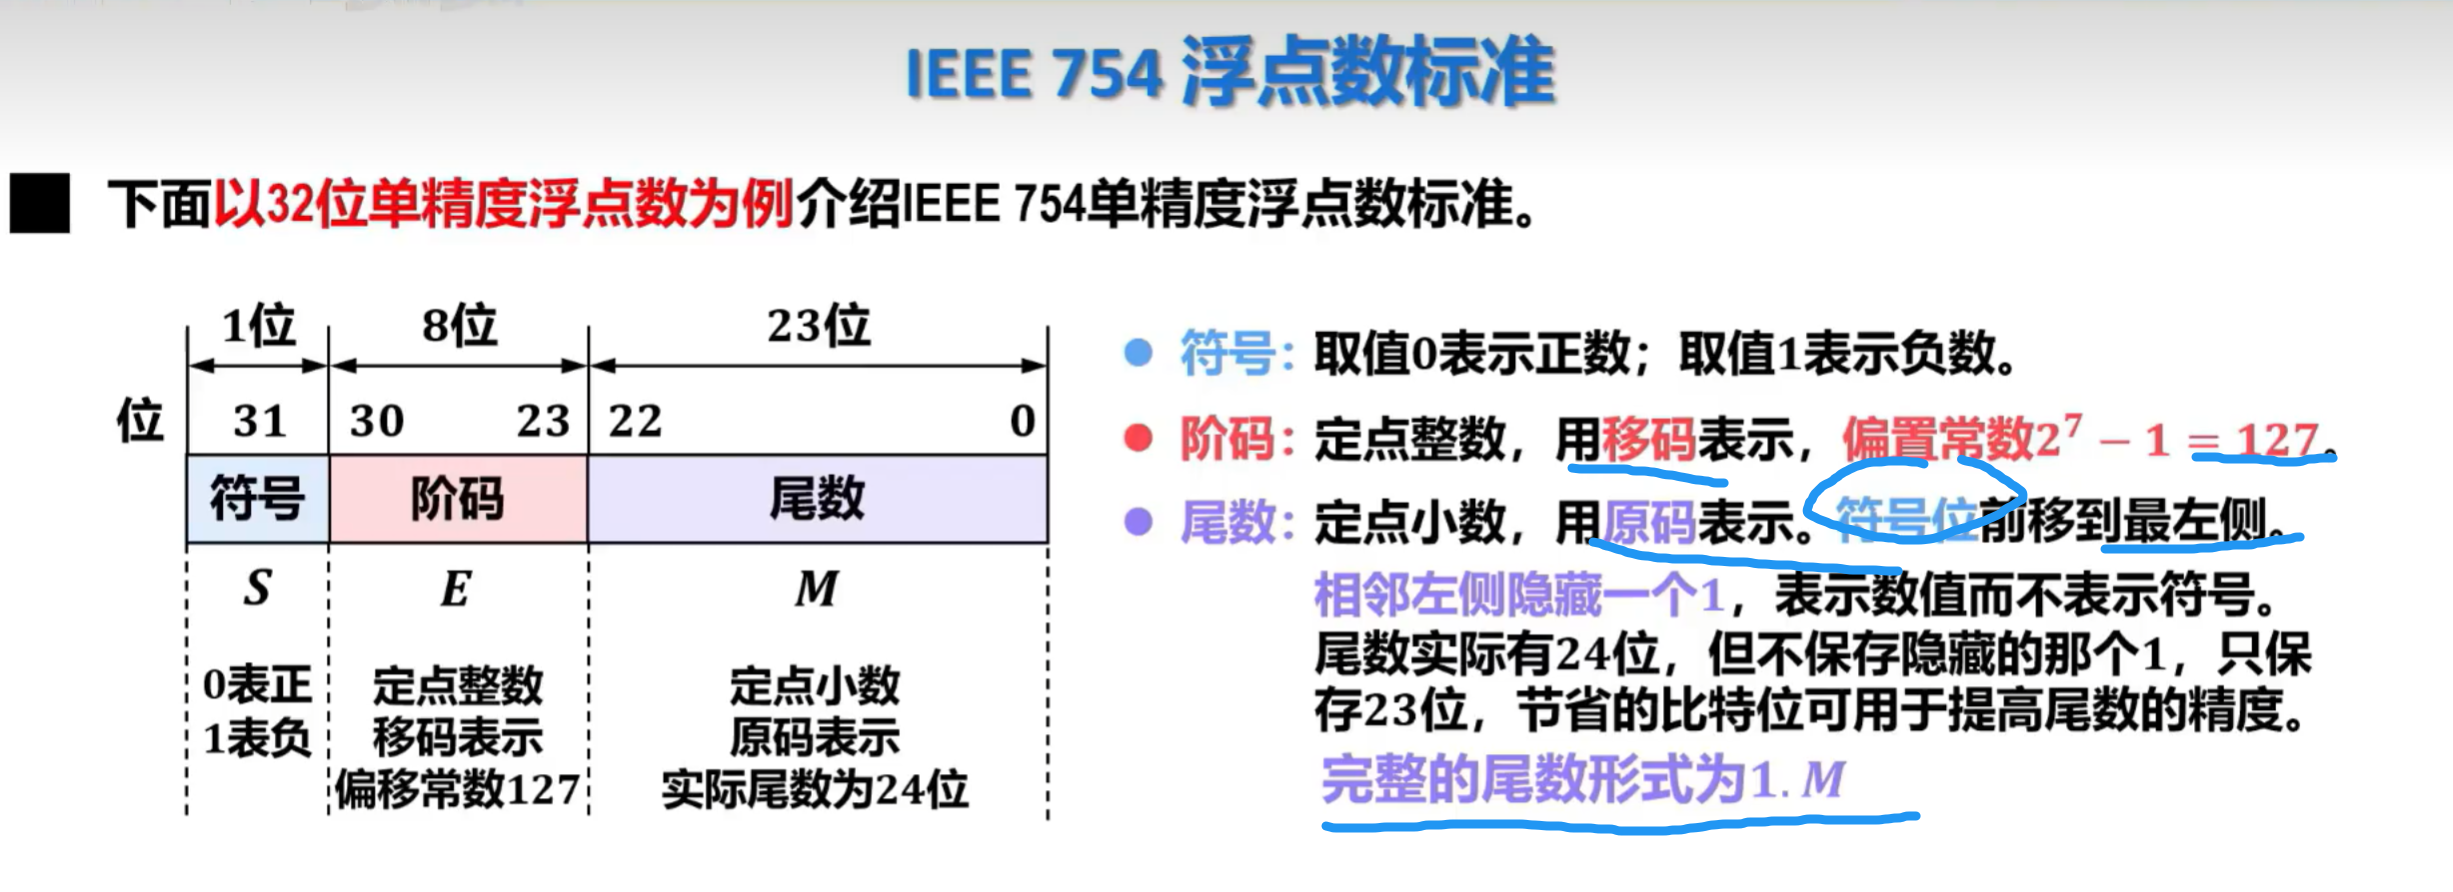 IEEE 754 浮点数标准
下面以32位单精度浮点数为例介绍IEEE 754单精度浮点数标准。
1位 8位 23位
位 31 30 23 22 0
符号 阶码 尾数
S E M
0表正 定点整数 定点小数
1表负 移码表示 原码表示
偏移常数127 实际尾数为24位
符号：取值0表示正数；取值1表示负数。
阶码：定点整数，用移码表示，偏置常数2⁷ − 1 = 127。
尾数：定点小数，用原码表示。符号位前移到最左侧。
相邻左侧隐藏一个1，表示数值而不表示符号。
尾数实际有24位，但不保存隐藏的那个1，只保
存23位，节省的比特位可用于提高尾数的精度。
完整的尾数形式为1. M